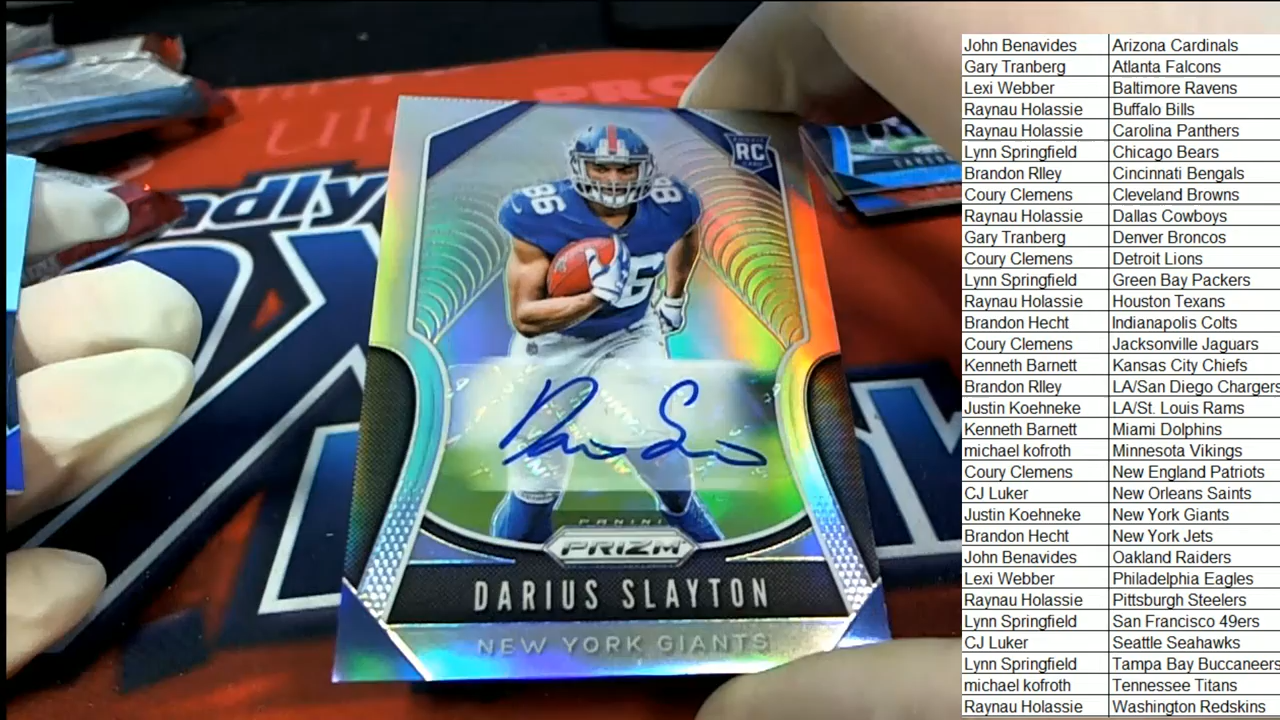 PRO
adly
RC
86
86
6
PANINI
PRIZM
DARIUS SLAYTON
NEW YORK GIANTS
John Benavides Arizona Cardinals
Gary Tranberg Atlanta Falcons
Lexi Webber Baltimore Ravens
Raynau Holassie Buffalo Bills
Raynau Holassie Carolina Panthers
Lynn Springfield Chicago Bears
Brandon Rlley Cincinnati Bengals
Coury Clemens Cleveland Browns
Raynau Holassie Dallas Cowboys
Gary Tranberg Denver Broncos
Coury Clemens Detroit Lions
Lynn Springfield Green Bay Packers
Raynau Holassie Houston Texans
Brandon Hecht Indianapolis Colts
Coury Clemens Jacksonville Jaguars
Kenneth Barnett Kansas City Chiefs
Brandon Rlley LA/San Diego Chargers
Justin Koehneke LA/St. Louis Rams
Kenneth Barnett Miami Dolphins
michael kofroth Minnesota Vikings
Coury Clemens New England Patriots
CJ Luker New Orleans Saints
Justin Koehneke New York Giants
Brandon Hecht New York Jets
John Benavides Oakland Raiders
Lexi Webber Philadelphia Eagles
Raynau Holassie Pittsburgh Steelers
Lynn Springfield San Francisco 49ers
CJ Luker Seattle Seahawks
Lynn Springfield Tampa Bay Buccaneers
michael kofroth Tennessee Titans
Raynau Holassie Washington Redskins